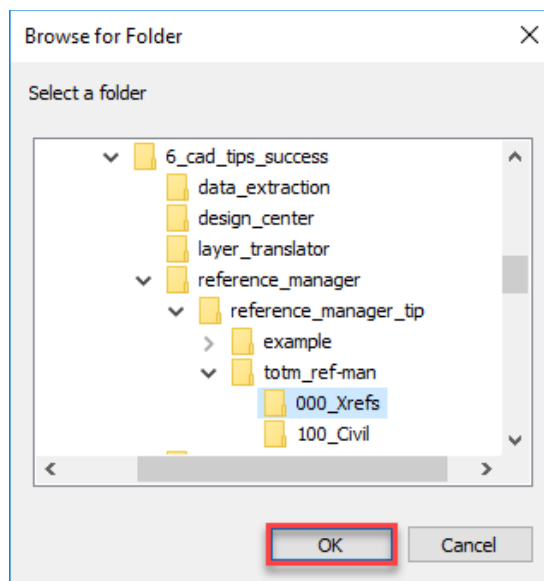 Browse for Folder
Select a folder
6_cad_tips_success
data_extraction
design_center
layer_translator
reference_manager
reference_manager_tip
example
totm_ref-man
000_Xrefs
100_Civil
OK Cancel